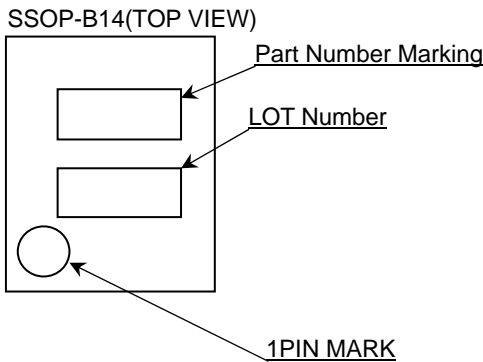 SSOP-B14(TOP VIEW)
Part Number Marking
LOT Number
1PIN MARK